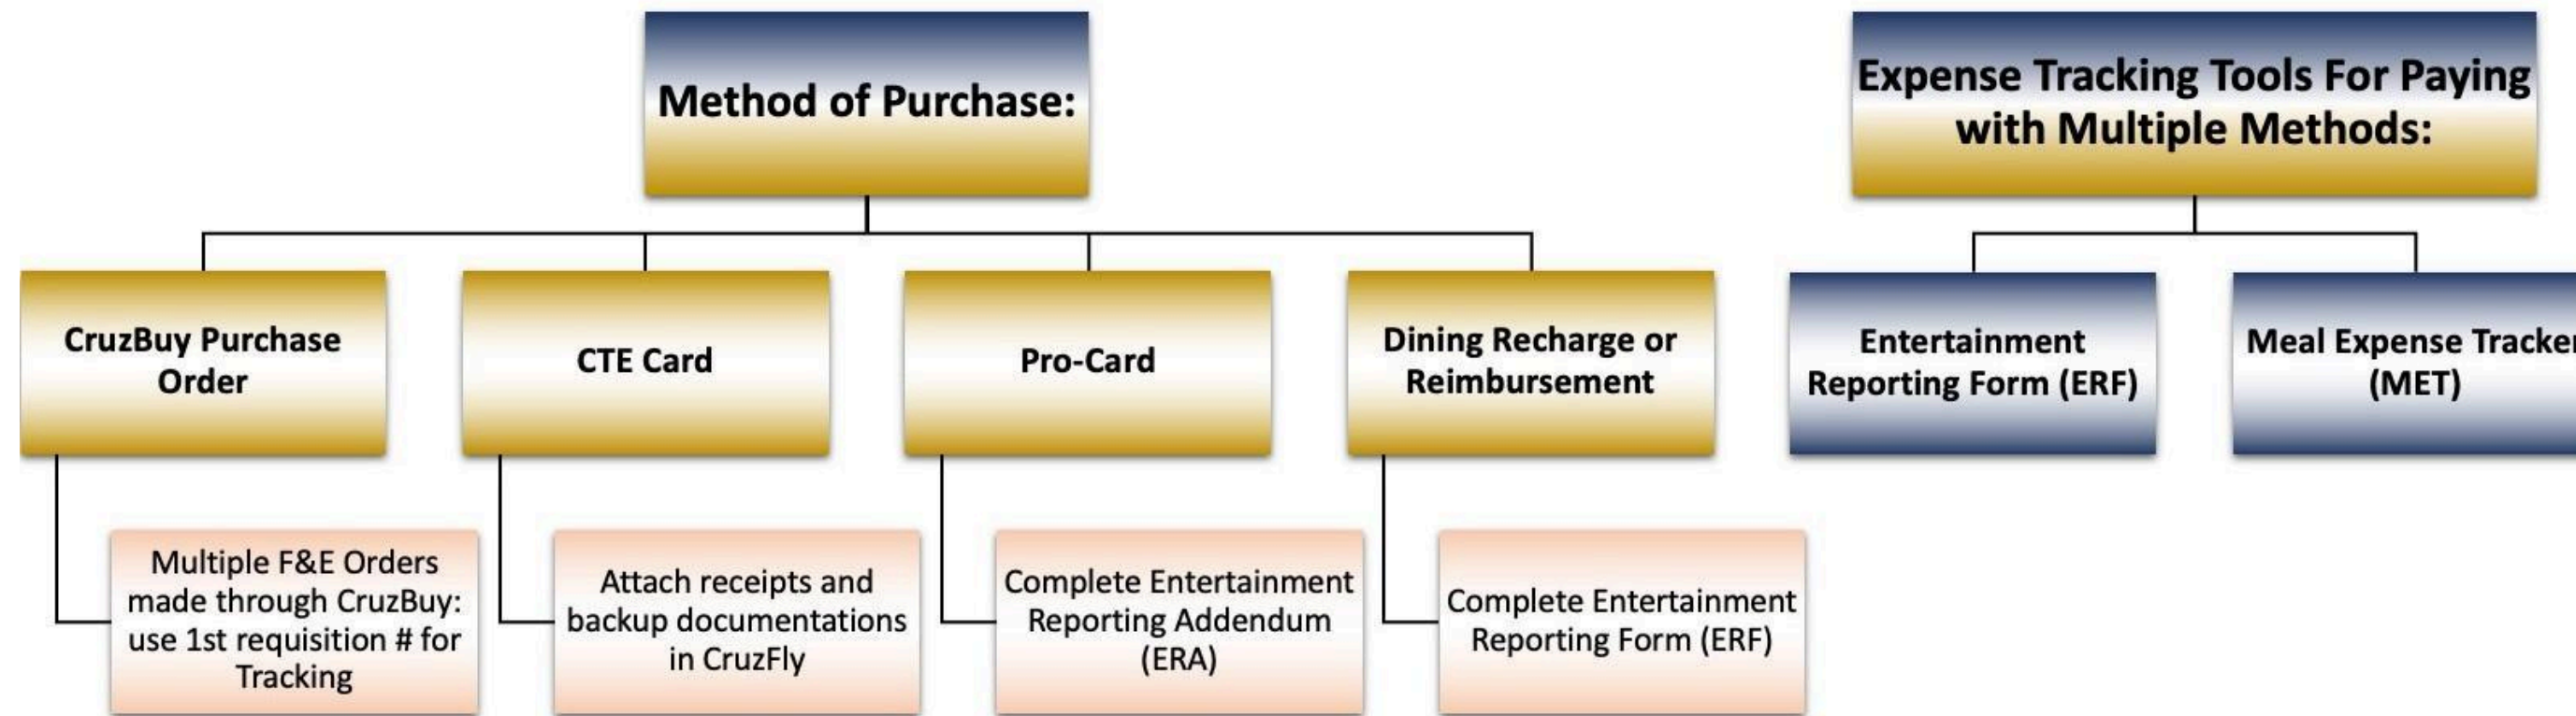 Method of Purchase:
Expense Tracking Tools For Paying
with Multiple Methods:
CruzBuy Purchase
Order
CTE Card
Pro-Card
Dining Recharge or
Reimbursement
Entertainment
Reporting Form (ERF)
Meal Expense Tracker
(MET)
Multiple F&E Orders
made through CruzBuy:
use 1st requisition # for
Tracking
Attach receipts and
backup documentations
in CruzFly
Complete Entertainment
Reporting Addendum
(ERA)
Complete Entertainment
Reporting Form (ERF)